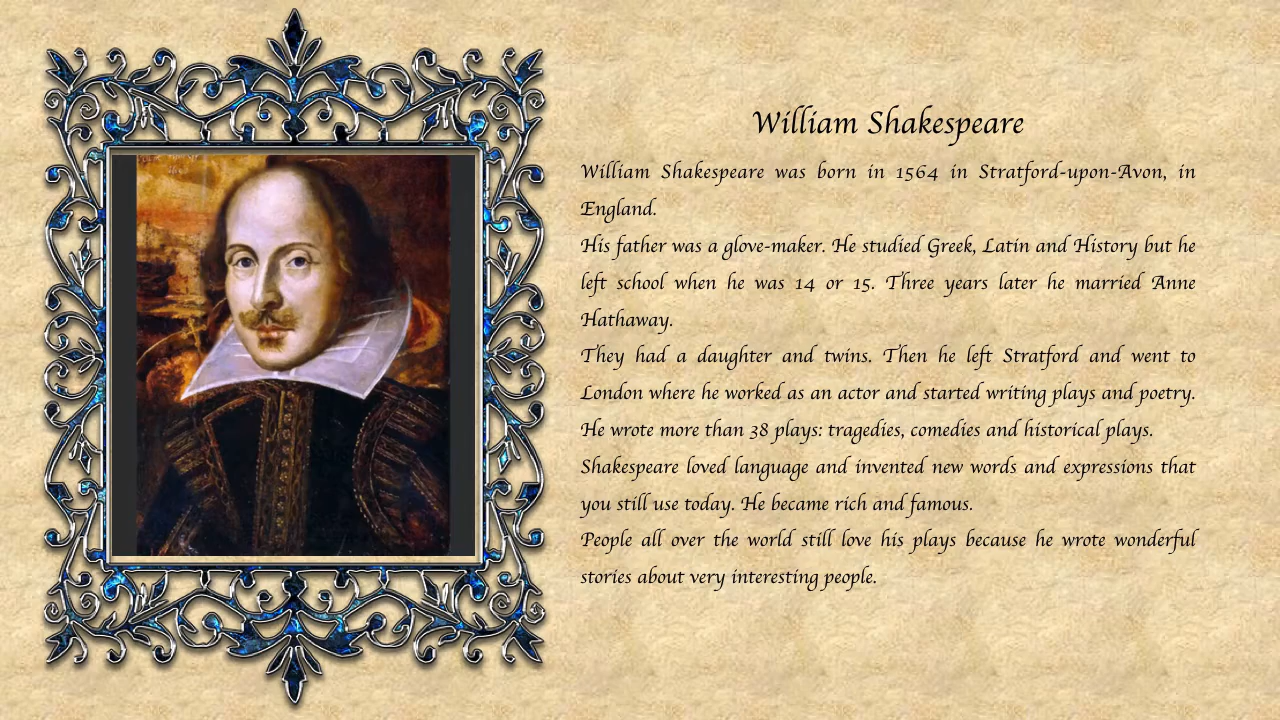 William Shakespeare
William Shakespeare was born in 1564 in Stratford-upon-Avon, in
England.
His father was a glove-maker. He studied Greek, Latin and History but he
left school when he was 14 or 15. Three years later he married Anne
Hathaway.
They had a daughter and twins. Then he left Stratford and went to
London where he worked as an actor and started writing plays and poetry.
He wrote more than 38 plays: tragedies, comedies and historical plays.
Shakespeare loved language and invented new words and expressions that
you still use today. He became rich and famous.
People all over the world still love his plays because he wrote wonderful
stories about very interesting people.